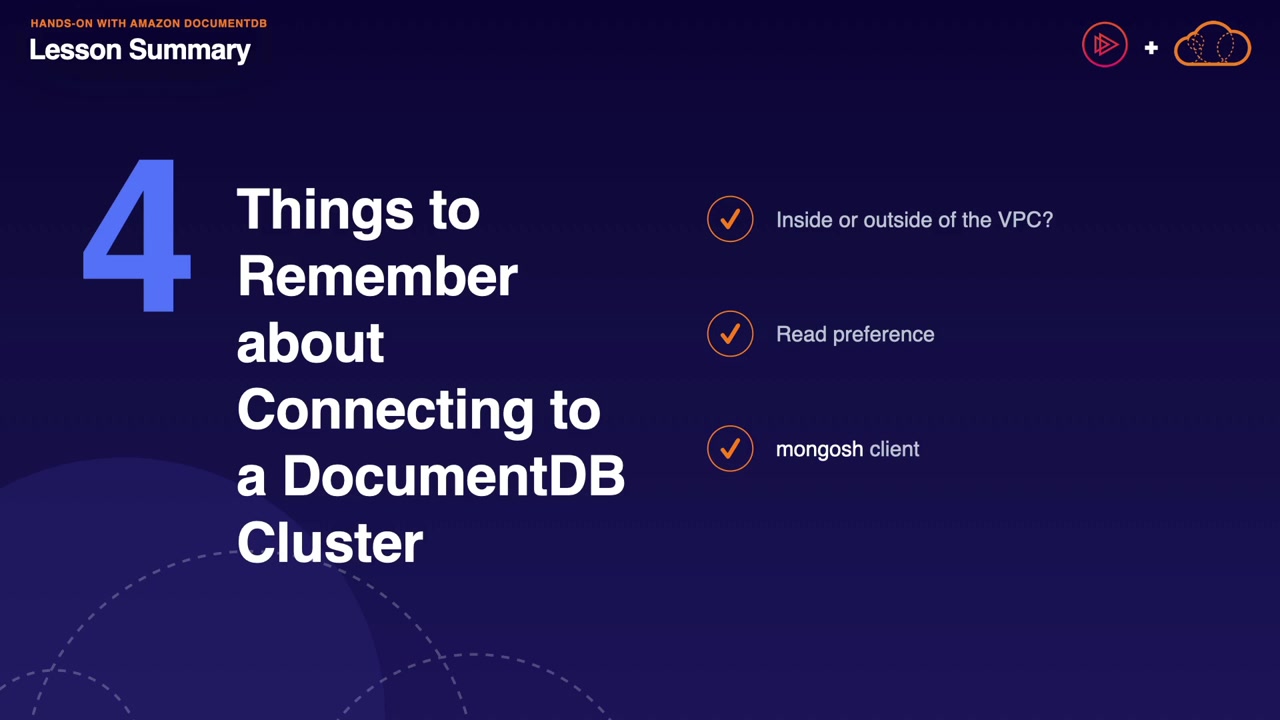 HANDS-ON WITH AMAZON DOCUMENTDB
Lesson Summary
+
4
Things to
Remember
about
Connecting to
a DocumentDB
Cluster
Inside or outside of the VPC?
Read preference
mongosh client